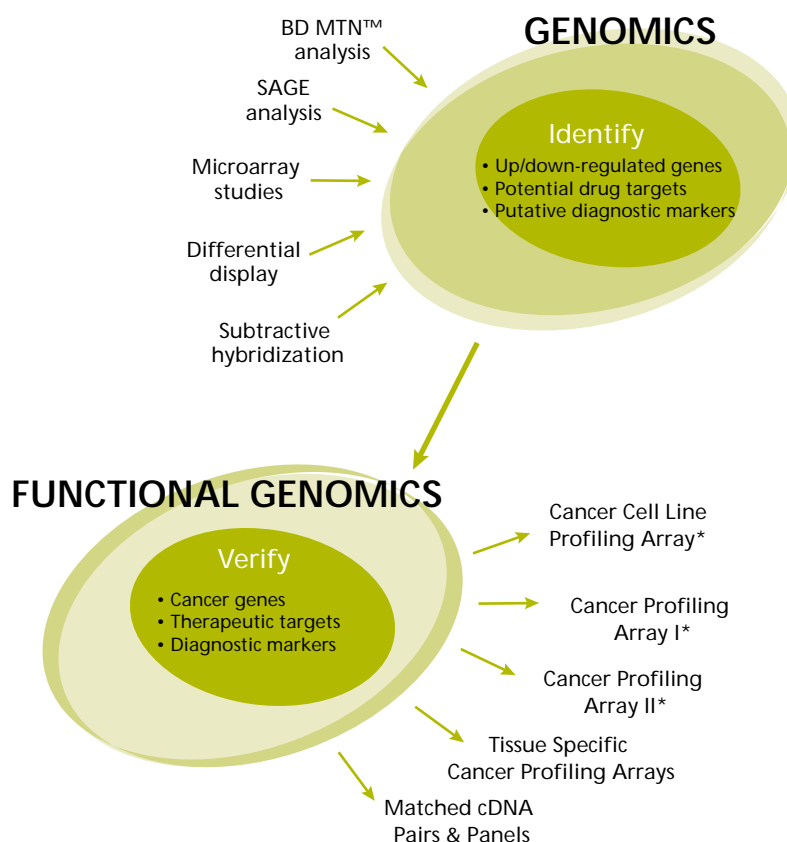 BD MTN™
analysis
GENOMICS
SAGE
analysis
Identify
• Up/down-regulated genes
• Potential drug targets
• Putative diagnostic markers
Microarray
studies
Differential
display
Subtractive
hybridization
FUNCTIONAL GENOMICS
Verify
• Cancer genes
• Therapeutic targets
• Diagnostic markers
Cancer Cell Line
Profiling Array*
Cancer Profiling
Array I*
Cancer Profiling
Array II*
Tissue Specific
Cancer Profiling Arrays
Matched cDNA
Pairs & Panels